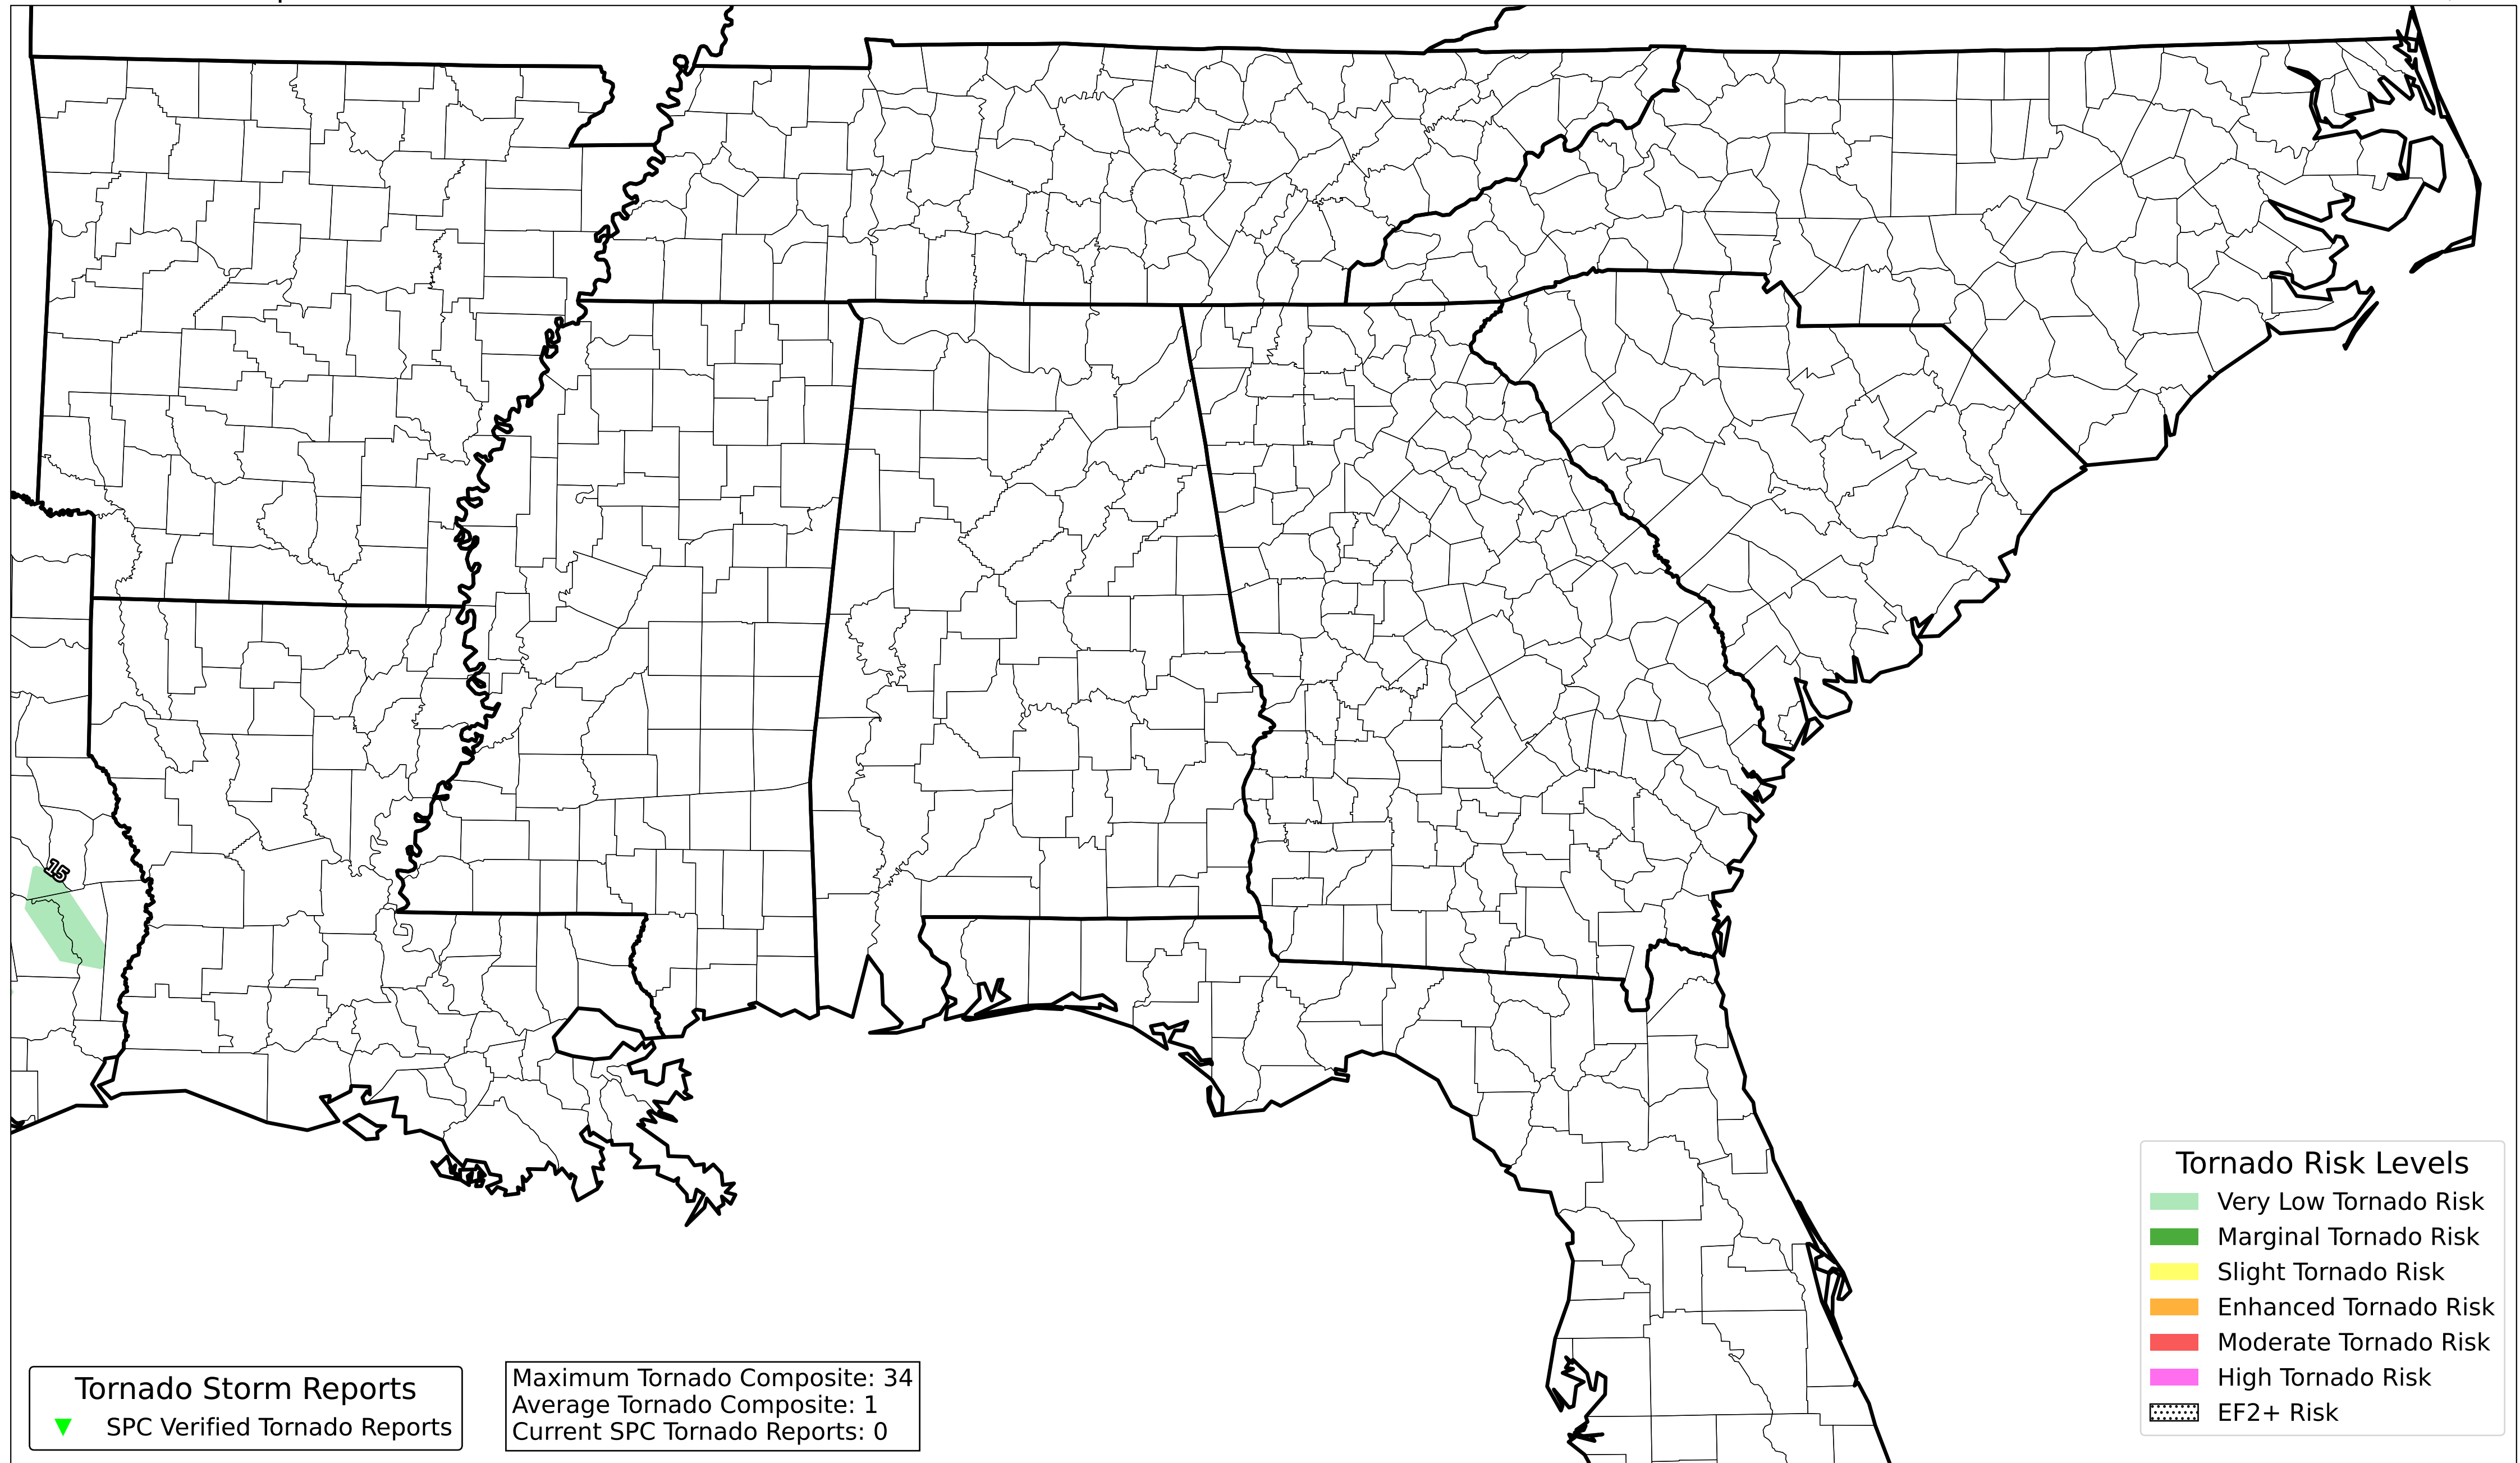 15
Tornado Risk Levels
Very Low Tornado Risk
Marginal Tornado Risk
Slight Tornado Risk
Enhanced Tornado Risk
Moderate Tornado Risk
High Tornado Risk
EF2+ Risk
Tornado Storm Reports
SPC Verified Tornado Reports
Maximum Tornado Composite: 34
Average Tornado Composite: 1
Current SPC Tornado Reports: 0